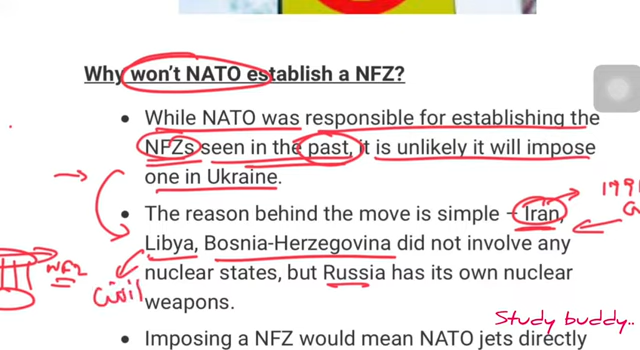 Why won't NATO establish a NFZ?
• While NATO was responsible for establishing the
NFZs seen in the past, it is unlikely it will impose
one in Ukraine.
• The reason behind the move is simple – Iran,
1991
Libya, Bosnia-Herzegovina did not involve any
NFZ
nuclear states, but Russia has its own nuclear
civil
weapons.
Study buddy..
• Imposing a NFZ would mean NATO jets directly